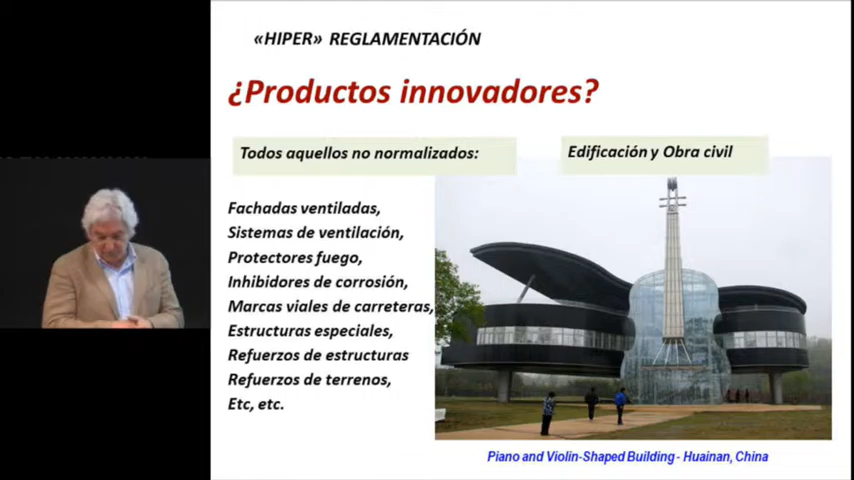 «HIPER» REGLAMENTACIÓN
¿Productos innovadores?
Todos aquellos no normalizados:
Edificación y Obra civil
Fachadas ventiladas,
Sistemas de ventilación,
Protectores fuego,
Inhibidores de corrosión,
Marcas viales de carreteras,
Estructuras especiales,
Refuerzos de estructuras
Refuerzos de terrenos,
Etc, etc.
Piano and Violin-Shaped Building - Huainan, China